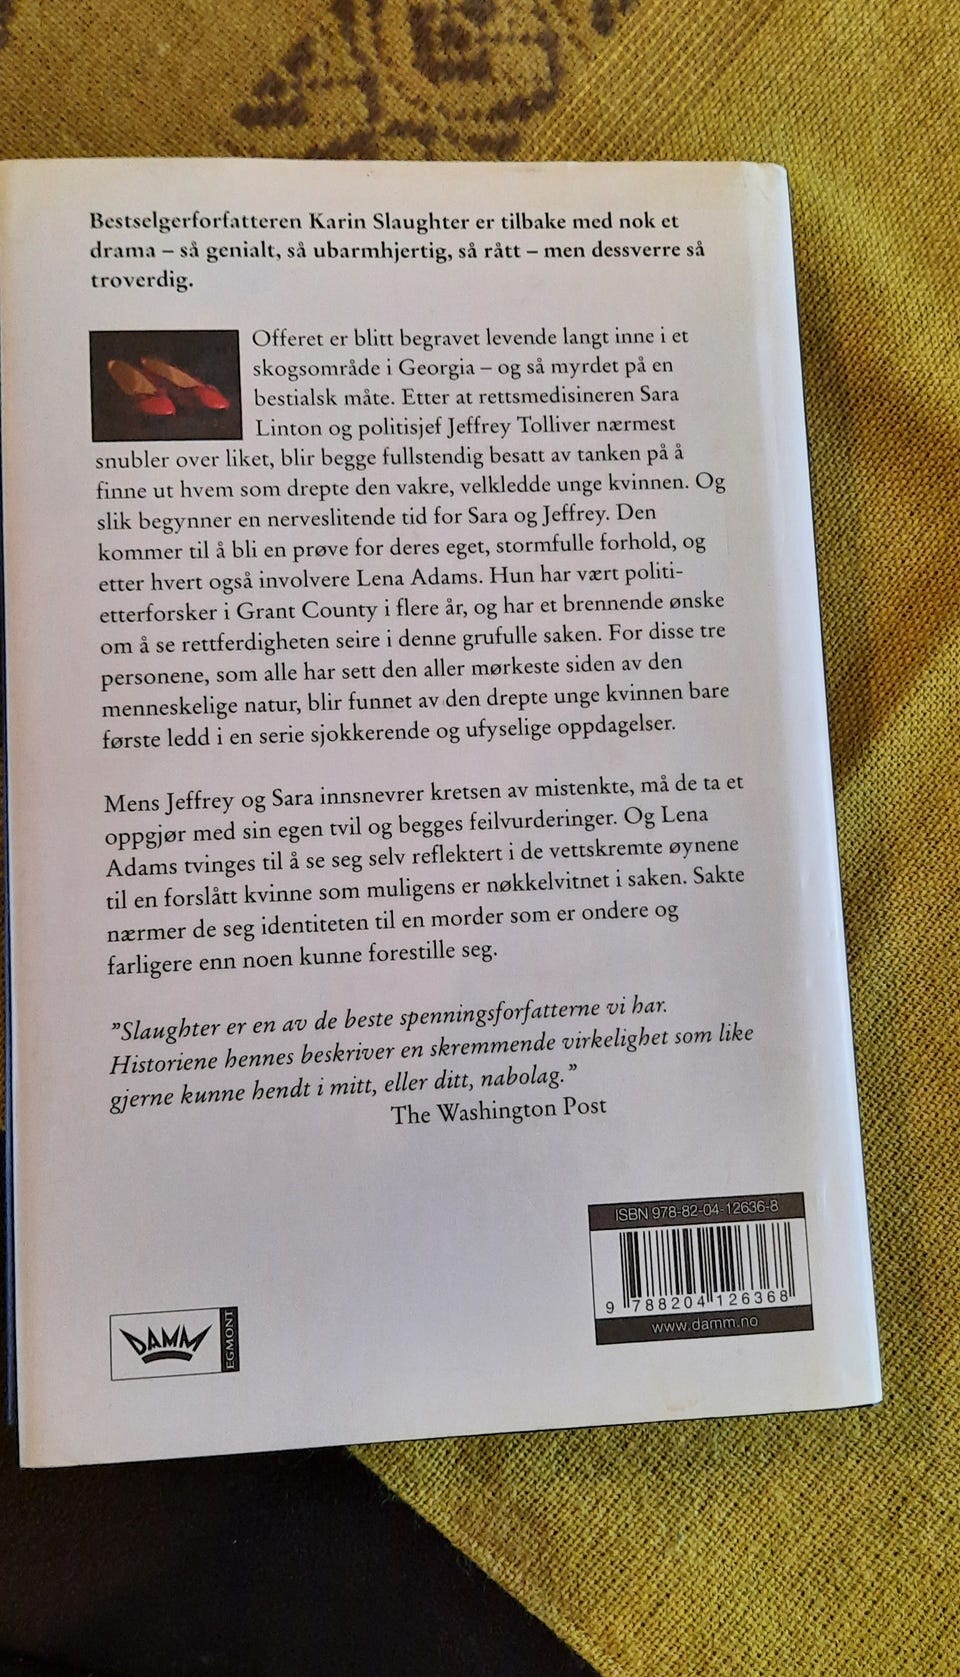 Bestselgerforfatteren Karin Slaughter er tilbake med nok et
drama – så genialt, så ubarmhjertig, så rått – men dessverre så
troverdig.
Offeret er blitt begravet levende langt inne i et
skogsområde i Georgia – og så myrdet på en
bestialsk måte. Etter at rettsmedisineren Sara
Linton og politisjef Jeffrey Tolliver nærmest
snubler over liket, blir begge fullstendig besatt av tanken på å
finne ut hvem som drepte den vakre, velkledde unge kvinnen. Og
slik begynner en nerveslitende tid for Sara og Jeffrey. Den
kommer til å bli en prøve for deres eget, stormfulle forhold, og
etter hvert også involvere Lena Adams. Hun har vært politi-
etterforsker i Grant County i flere år, og har et brennende ønske
om å se rettferdigheten seire i denne grufulle saken. For disse tre
personene, som alle har sett den aller mørkeste siden av den
menneskelige natur, blir funnet av den drepte unge kvinnen bare
første ledd i en serie sjokkerende og ufyselige oppdagelser.
Mens Jeffrey og Sara innsnevrer kretsen av mistenkte, må de ta et
oppgjør med sin egen tvil og begges feilvurderinger. Og Lena
Adams tvinges til å se seg selv reflektert i de vettskremte øynene
til en forslått kvinne som muligens er nøkkelvitnet i saken. Sakte
nærmer de seg identiteten til en morder som er ondere og
farligere enn noen kunne forestille seg.
"Slaughter er en av de beste spenningsforfatterne vi har.
Historiene hennes beskriver en skremmende virkelighet som like
gjerne kunne hendt i mitt, eller ditt, nabolag."
The Washington Post
ISBN 978-82-04-12636-8
9 788204 126368
www.damm.no
DAMM
EGMONT